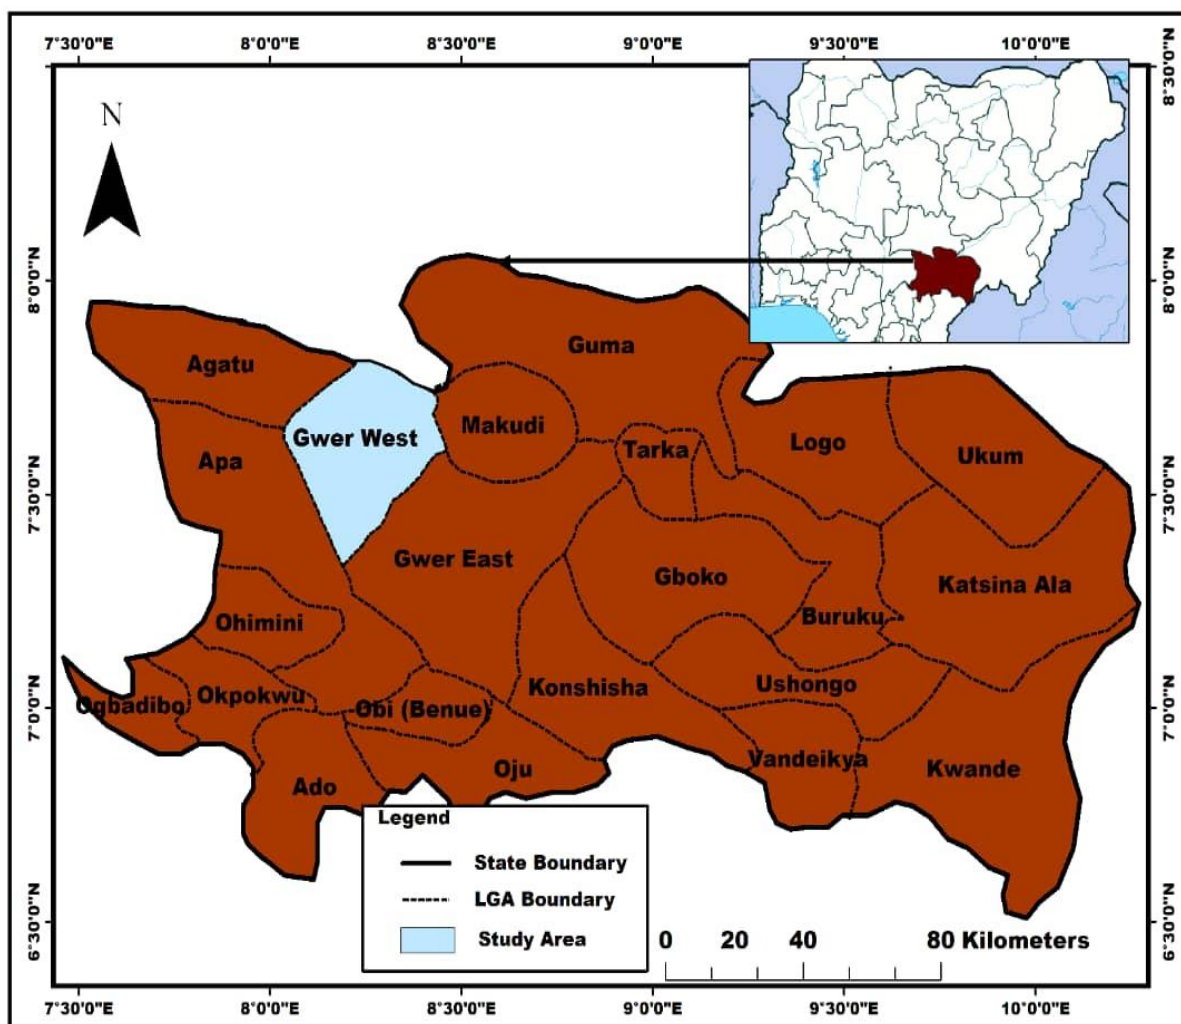 7°30'0"E 8°0'0"E 8°30'0"E 9°0'0"E 9°30'0"E 10°0'0"E
8°30'0"N
8°30'0"N
N
8°0'0"N
8°0'0"N
Guma
Agatu
Makudi
Gwer West
Logo
Tarka
Ukum
Apa
7°30'0"N
7°30'0"N
Gwer East
Gboko
Katsina Ala
Buruku
Ohimini
Ushongo
Konshisha
Okpokwu
Ogbadibo
Obi (Benue)
7°0'0"N
7°0'0"N
Vandeikya
Oju
Kwande
Ado
Legend
State Boundary
LGA Boundary
Study Area
0 20 40 80 Kilometers
6°30'0"N
6°30'0"N
7°30'0"E 8°0'0"E 8°30'0"E 9°0'0"E 9°30'0"E 10°0'0"E